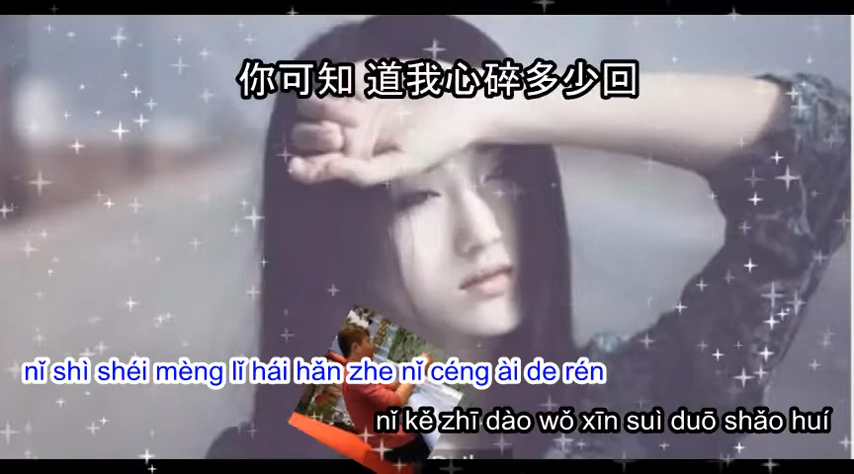 你可知 道我心碎多少回
nǐ shì shéi mèng lǐ hái hǎn zhe nǐ céng ài de rén
nǐ kě zhī dào wǒ xīn suì duō shǎo huí